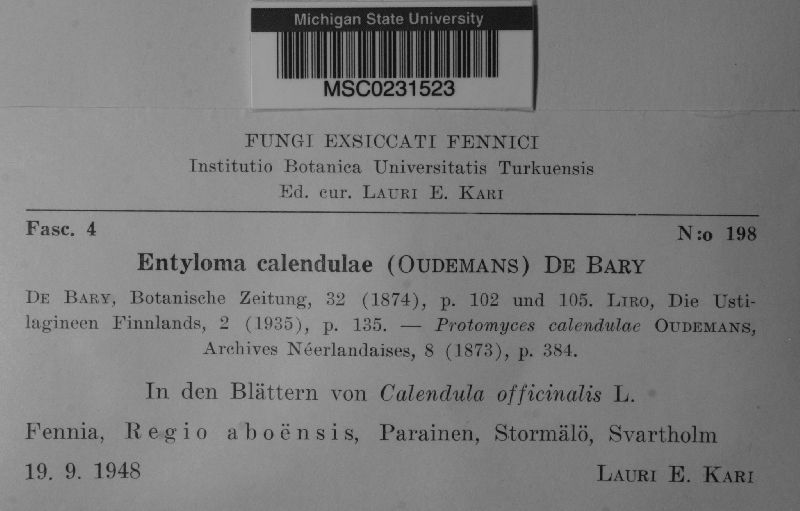 Michigan State University
MSC0231523
FUNGI EXSICCATI FENNICI
Institutio Botanica Universitatis Turkuensis
Ed. cur. LAURI E. KARI
Fasc. 4
N:o 198
Entyloma calendulae (OUDEMANS) DE BARY
DE BARY, Botanische Zeitung, 32 (1874), p. 102 und 105. LIRO, Die Usti-
lagineen Finnlands, 2 (1935), p. 135. — Protomyces calendulae OUDEMANS,
Archives Néerlandaises, 8 (1873), p. 384.
In den Blättern von Calendula officinalis L.
Fennia, Regio aboënsis, Parainen, Stormälö, Svartholm
19. 9. 1948
LAURI E. KARI